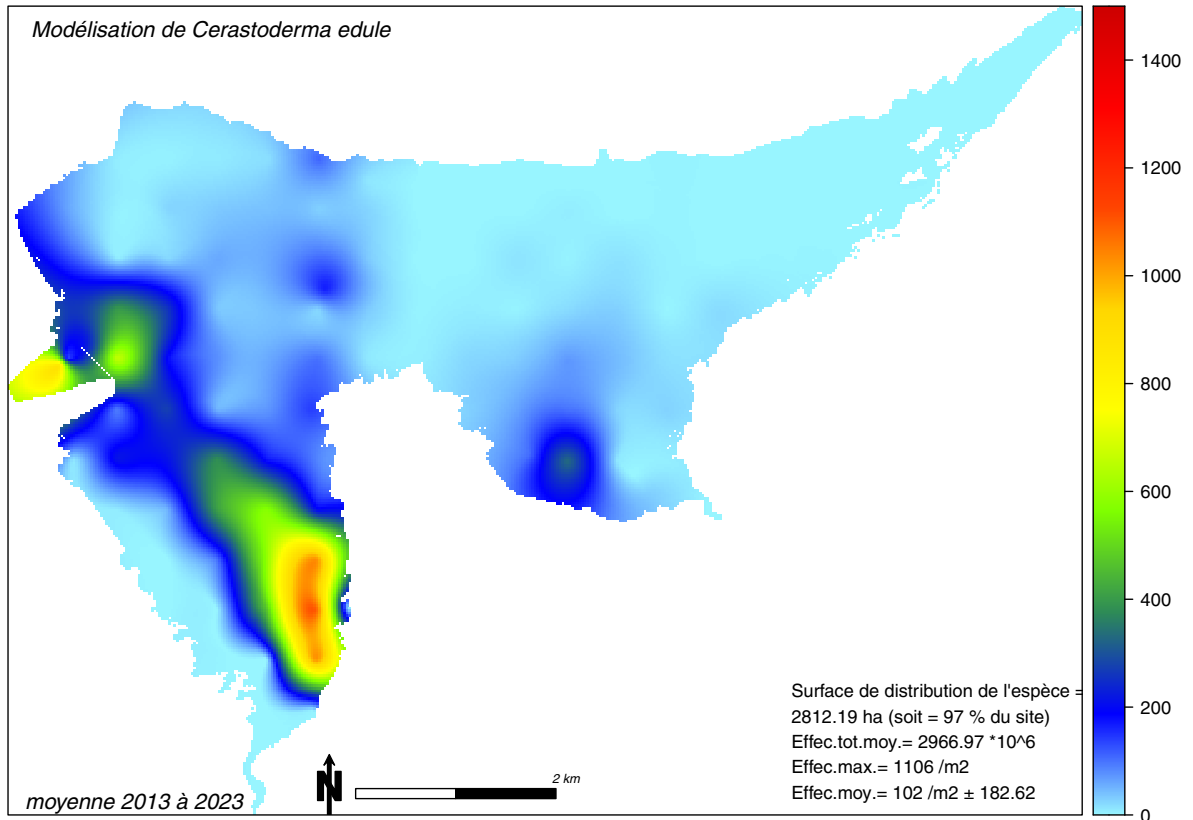 Modélisation de Cerastoderma edule
1400
1200
1000
800
600
400
200
0
Surface de distribution de l'espèce =
2812.19 ha (soit = 97 % du site)
Effec.tot.moy.= 2966.97 *10^6
Effec.max.= 1106 /m2
Effec.moy.= 102 /m2 ± 182.62
N
2 km
moyenne 2013 à 2023